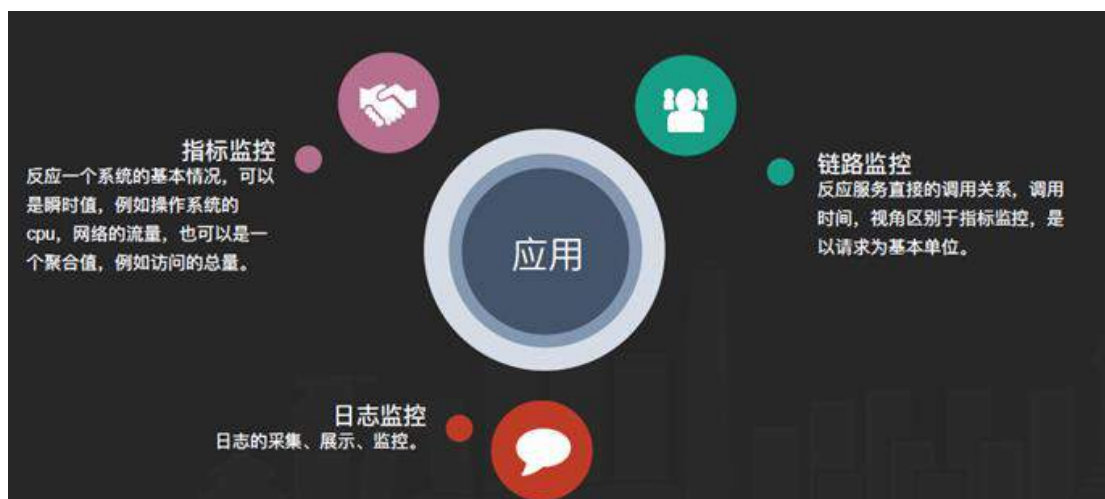 指标监控
反应一个系统的基本情况，可以
是瞬时值，例如操作系统的
cpu，网络的流量，也可以是一
个聚合值，例如访问的总量。
链路监控
反应服务直接的调用关系，调用
时间，视角区别于指标监控，是
以请求为基本单位。
应用
日志监控
日志的采集、展示、监控。